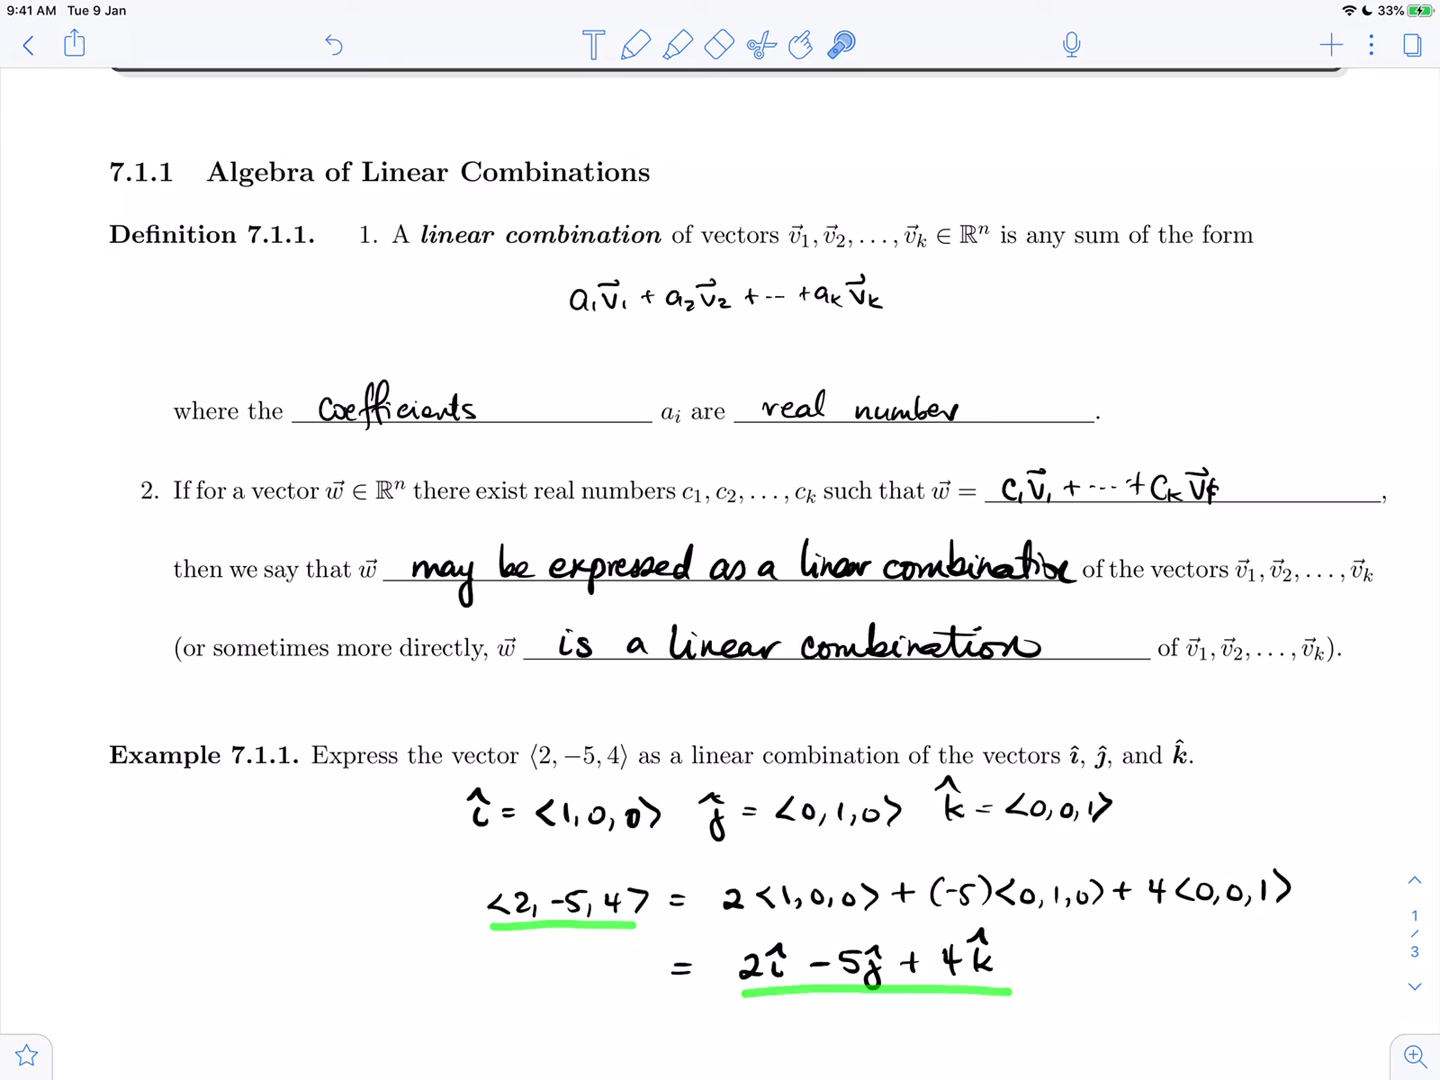 9:41 AM Tue 9 Jan 33%
7.1.1 Algebra of Linear Combinations
Definition 7.1.1. 1. A linear combination of vectors v⃗₁, v⃗₂, …, v⃗ₖ ∈ ℝⁿ is any sum of the form
a₁v⃗₁ + a₂v⃗₂ + ... + aₖv⃗ₖ
where the coefficients aᵢ are real number.
2. If for a vector w⃗ ∈ ℝⁿ there exist real numbers c₁, c₂, …, cₖ such that w⃗ = c₁v⃗₁ + ... + cₖv⃗ₖ,
then we say that w⃗ may be expressed as a linear combination of the vectors v⃗₁, v⃗₂, …, v⃗ₖ
(or sometimes more directly, w⃗ is a linear combination of v⃗₁, v⃗₂, …, v⃗ₖ).
Example 7.1.1. Express the vector ⟨2, −5, 4⟩ as a linear combination of the vectors î, ĵ, and k̂.
î = <1, 0, 0> ĵ = <0, 1, 0> k̂ = <0, 0, 1>
<2, -5, 4> = 2<1, 0, 0> + (-5)<0, 1, 0> + 4<0, 0, 1>
= 2î - 5ĵ + 4k̂
1
/
3